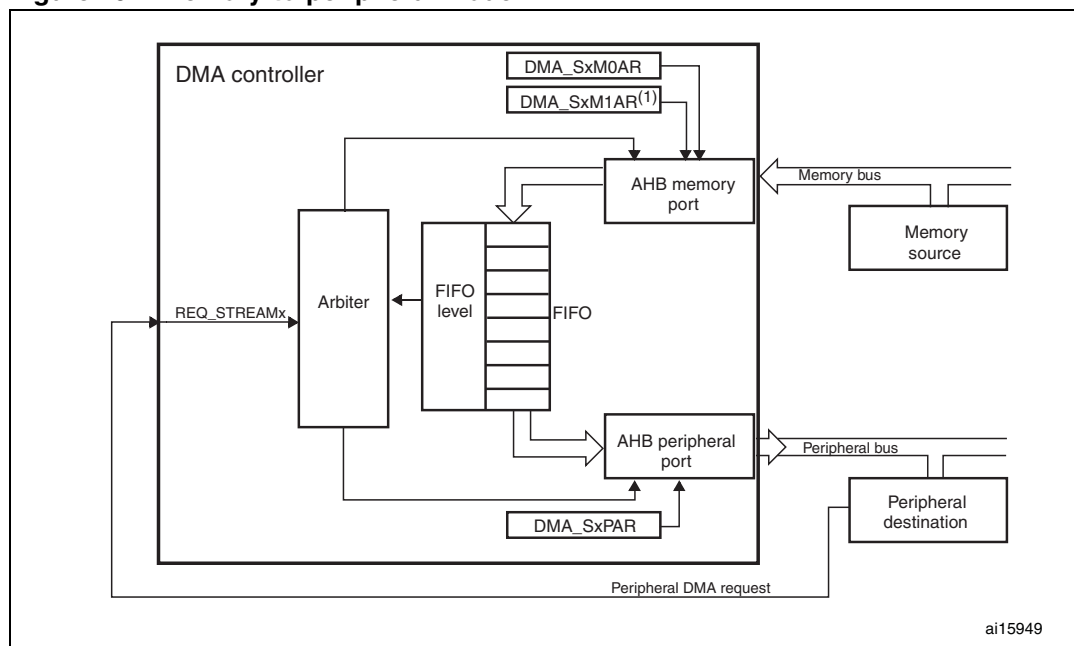 DMA controller
DMA_SxM0AR
DMA_SxM1AR(1)
AHB memory
port
Memory bus
Memory
source
Arbiter
FIFO
level
FIFO
REQ_STREAMx
AHB peripheral
port
Peripheral bus
DMA_SxPAR
Peripheral
destination
Peripheral DMA request
ai15949